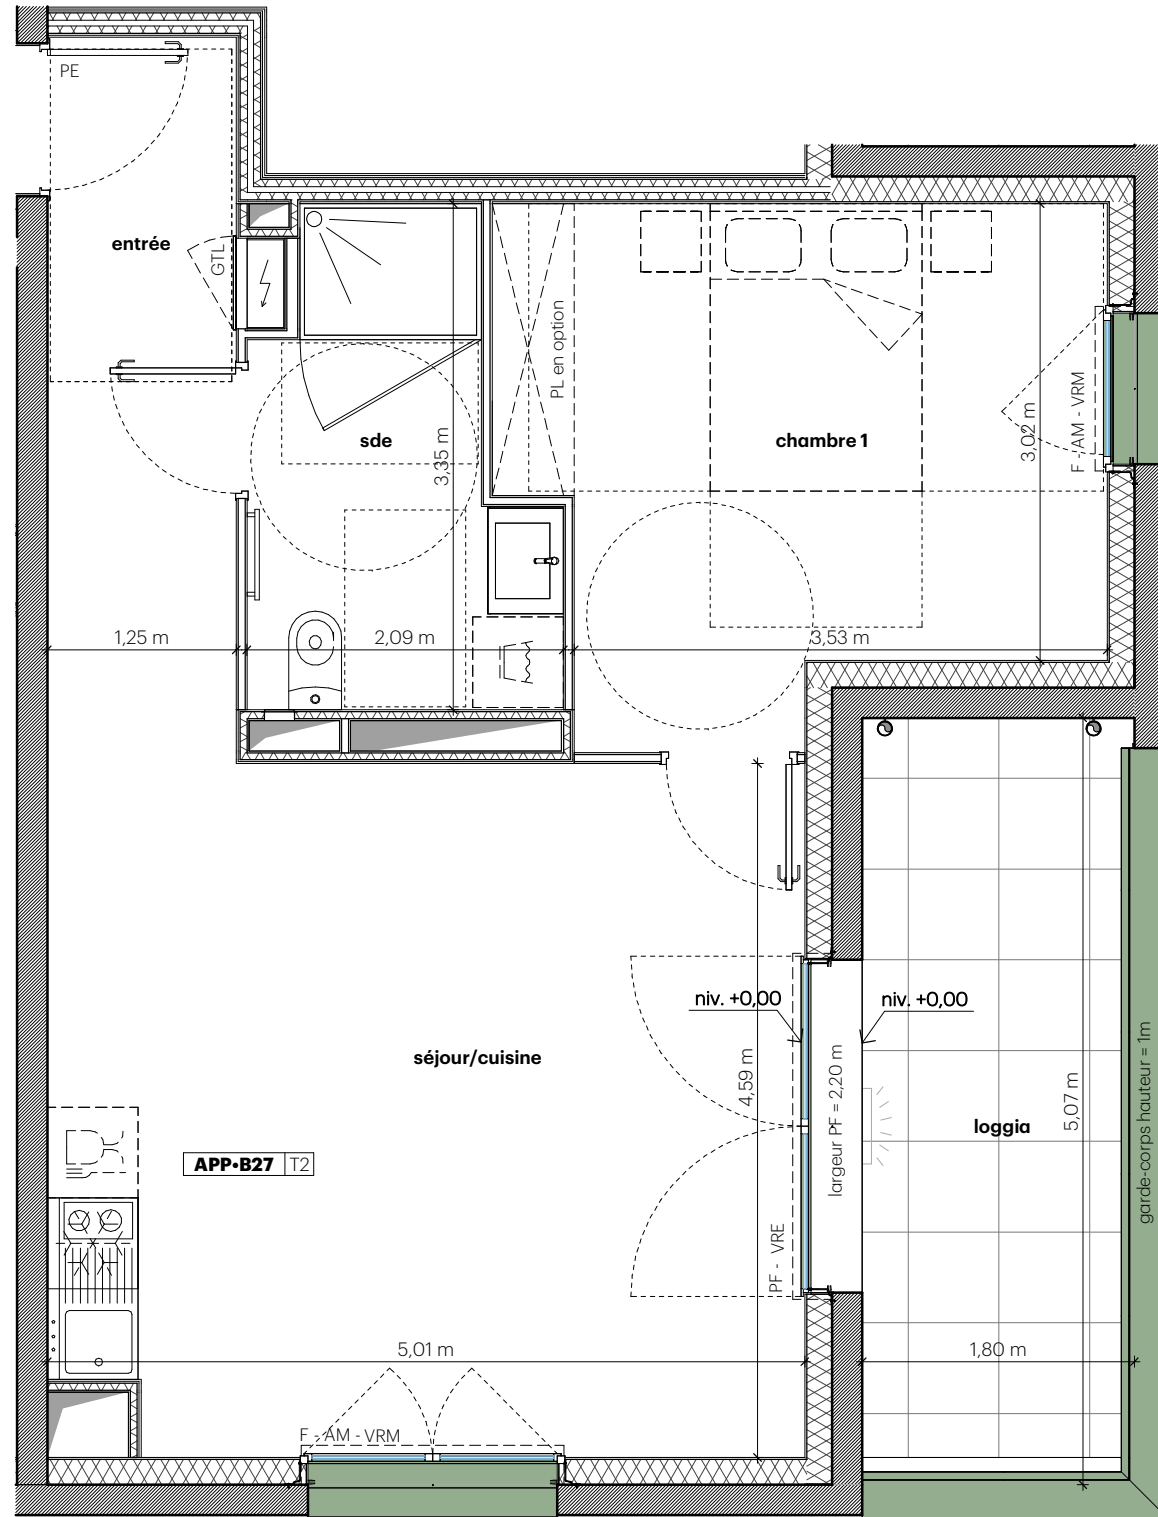 PE
entrée
GTL
PL en option
sde
3,35 m
chambre 1
3,02 m
F - AM - VRM
1,25 m
2,09 m
3,53 m
niv. +0,00
niv. +0,00
séjour/cuisine
4,59 m
largeur PF = 2,20 m
loggia
5,07 m
garde-corps hauteur = 1m
APP•B27 T2
PF - VRE
5,01 m
1,80 m
F - AM - VRM